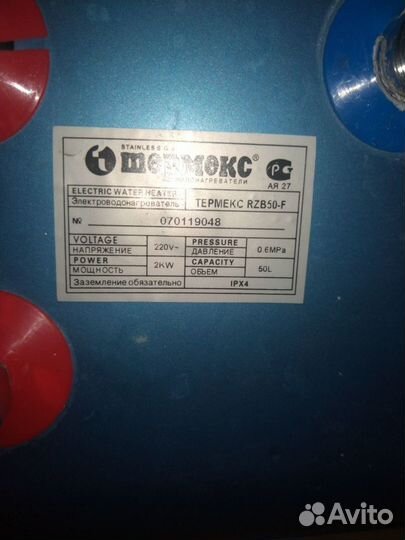 STAINLESS
термекс®
АЯ 27
ELECTRIC WATER HEATER
Электроводонагреватель ТЕРМЕКС RZB50-F
№ 070119048
VOLTAGE PRESSURE
НАПРЯЖЕНИЕ 220V~ ДАВЛЕНИЕ 0.6MPa
POWER CAPACITY
МОЩНОСТЬ 2KW ОБЪЕМ 50L
Заземление обязательно IPX4
Avito